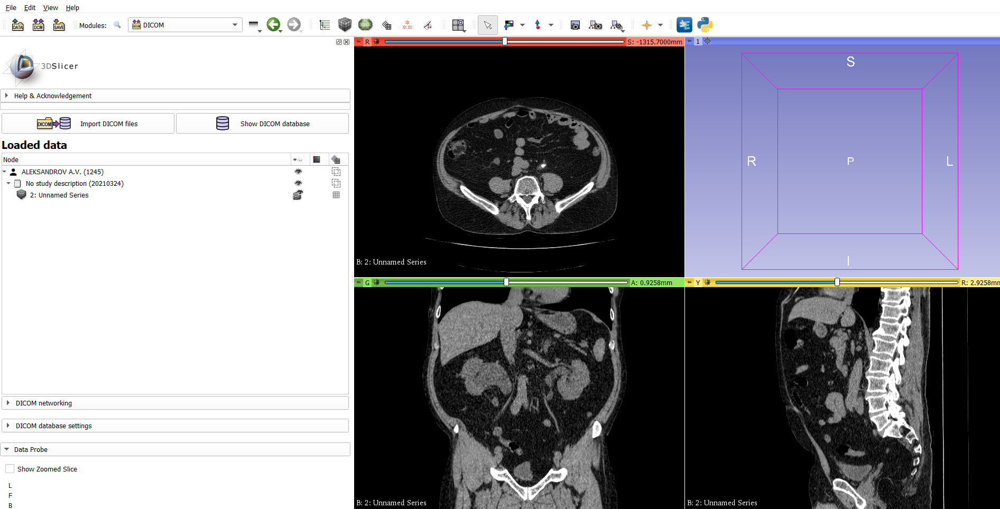 File Edit View Help
DATA DCM SAVE Modules: DCM DICOM
R S: -1315.7000mm 1
3DSlicer
Help & Acknowledgement
DICOM Import DICOM files Show DICOM database
Loaded data
Node
ALEKSANDROV A.V. (1245)
No study description (20210324)
2: Unnamed Series
S
R P L
I
B: 2: Unnamed Series
G A: 0.9258mm Y R: 2.9258mm
DICOM networking
DICOM database settings
Data Probe
Show Zoomed Slice
L
F
B
B: 2: Unnamed Series B: 2: Unnamed Series